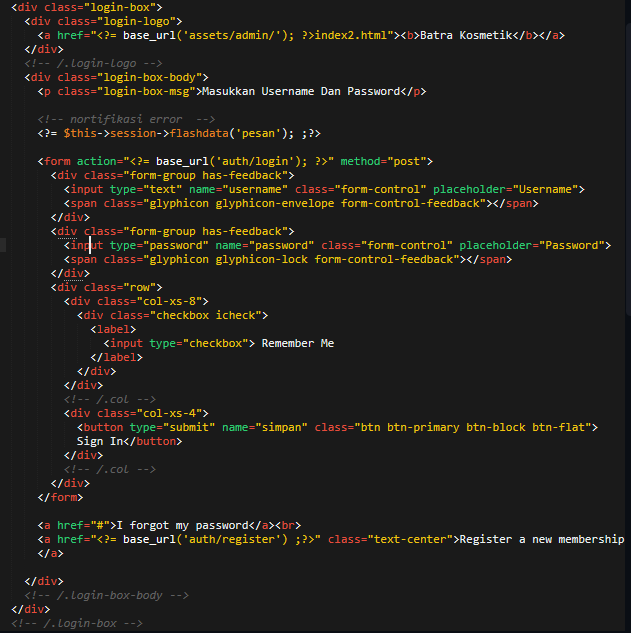 <div class="login-box">
<div class="login-logo">
<a href="<?= base_url('assets/admin/'); ?>index2.html"><b>Batra Kosmetik</b></a>
</div>
<!-- /.login-logo -->
<div class="login-box-body">
<p class="login-box-msg">Masukkan Username Dan Password</p>
<!-- nortifikasi error  -->
<?= $this->session->flashdata('pesan'); ;?>
<form action="<?= base_url('auth/login'); ?>" method="post">
<div class="form-group has-feedback">
<input type="text" name="username" class="form-control" placeholder="Username">
<span class="glyphicon glyphicon-envelope form-control-feedback"></span>
</div>
<div class="form-group has-feedback">
<input type="password" name="password" class="form-control" placeholder="Password">
<span class="glyphicon glyphicon-lock form-control-feedback"></span>
</div>
<div class="row">
<div class="col-xs-8">
<div class="checkbox icheck">
<label>
<input type="checkbox"> Remember Me
</label>
</div>
</div>
<!-- /.col -->
<div class="col-xs-4">
<button type="submit" name="simpan" class="btn btn-primary btn-block btn-flat">
Sign In</button>
</div>
<!-- /.col -->
</div>
</form>
<a href="#">I forgot my password</a><br>
<a href="<?= base_url('auth/register') ;?>" class="text-center">Register a new membership
</a>
</div>
<!-- /.login-box-body -->
</div>
<!-- /.login-box -->